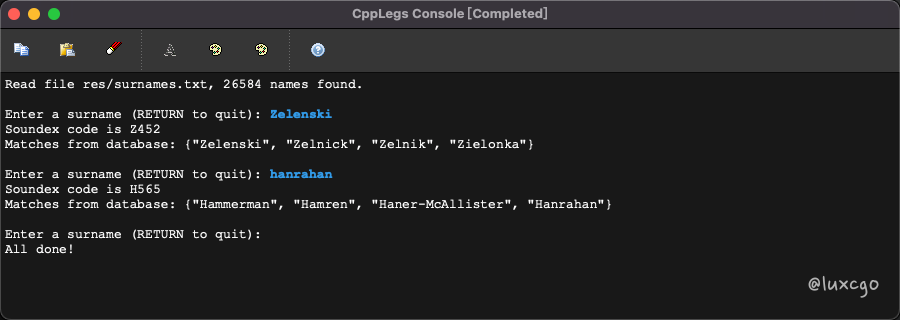 CppLegs Console [Completed]
Read file res/surnames.txt, 26584 names found.
Enter a surname (RETURN to quit): Zelenski
Soundex code is Z452
Matches from database: {"Zelenski", "Zelnick", "Zelnik", "Zielonka"}
Enter a surname (RETURN to quit): hanrahan
Soundex code is H565
Matches from database: {"Hammerman", "Hamren", "Haner-McAllister", "Hanrahan"}
Enter a surname (RETURN to quit):
All done!
@luxcgo